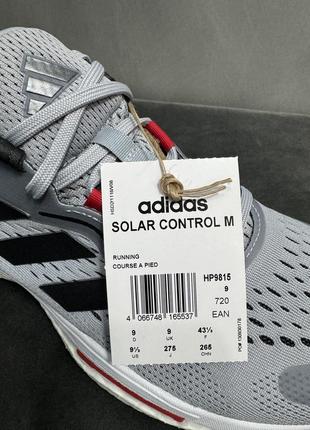 adidas
SOLAR CONTROL M
RUNNING
COURSE A PIED
HP9815
9
720
EAN
4 066748 165537
9 9 43⅓
D UK F
9½ 275 265
US J CHN